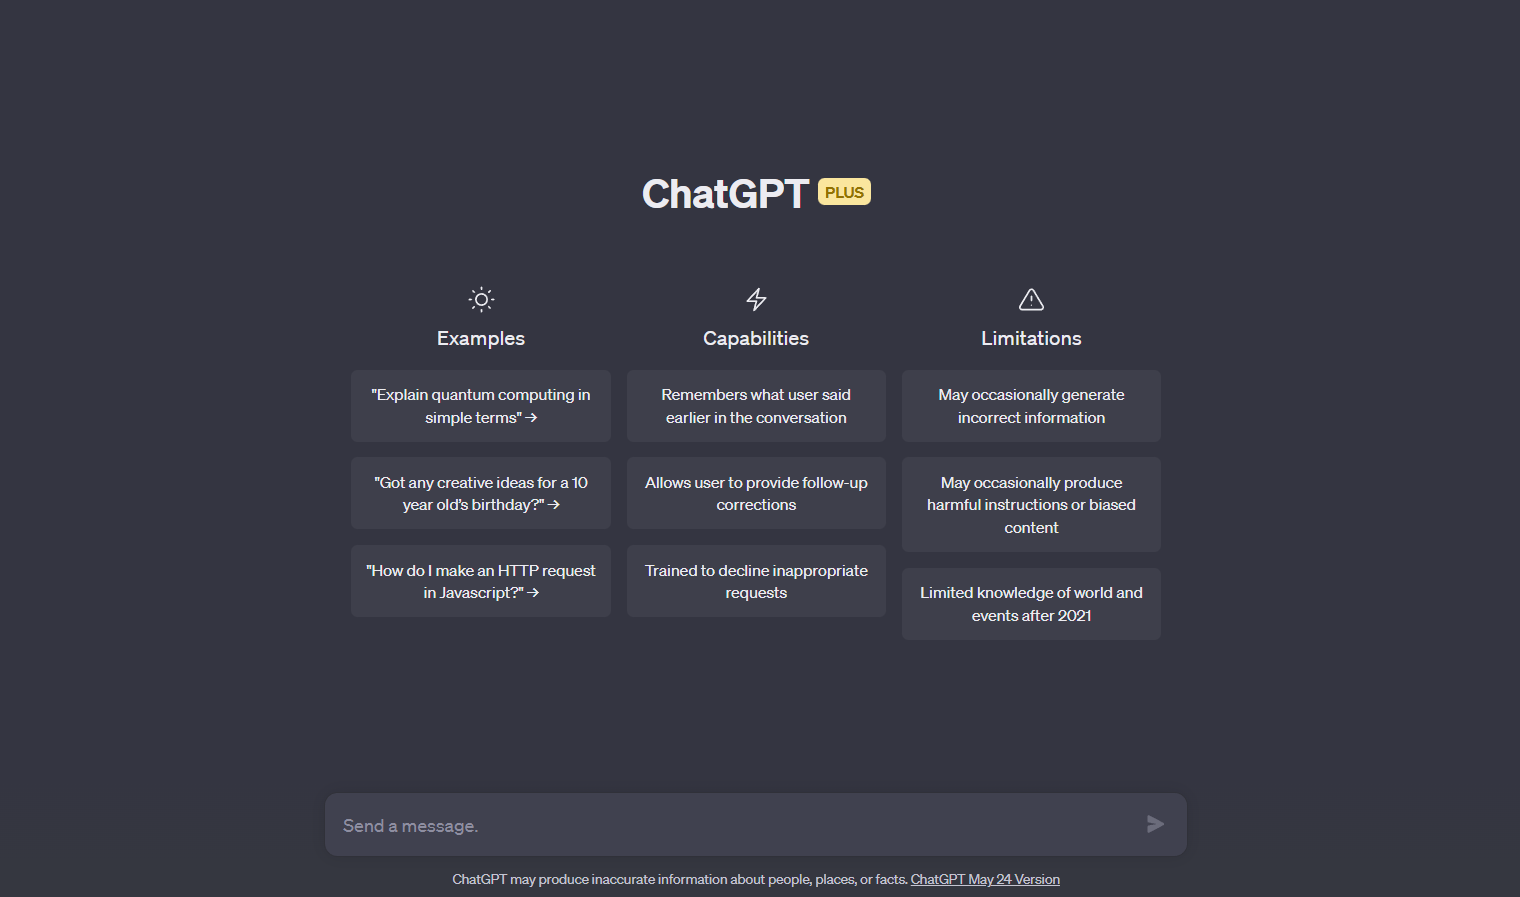 ChatGPT PLUS
Examples
"Explain quantum computing in
simple terms" →
"Got any creative ideas for a 10
year old’s birthday?" →
"How do I make an HTTP request
in Javascript?" →
Capabilities
Remembers what user said
earlier in the conversation
Allows user to provide follow-up
corrections
Trained to decline inappropriate
requests
Limitations
May occasionally generate
incorrect information
May occasionally produce
harmful instructions or biased
content
Limited knowledge of world and
events after 2021
Send a message.
ChatGPT may produce inaccurate information about people, places, or facts. ChatGPT May 24 Version